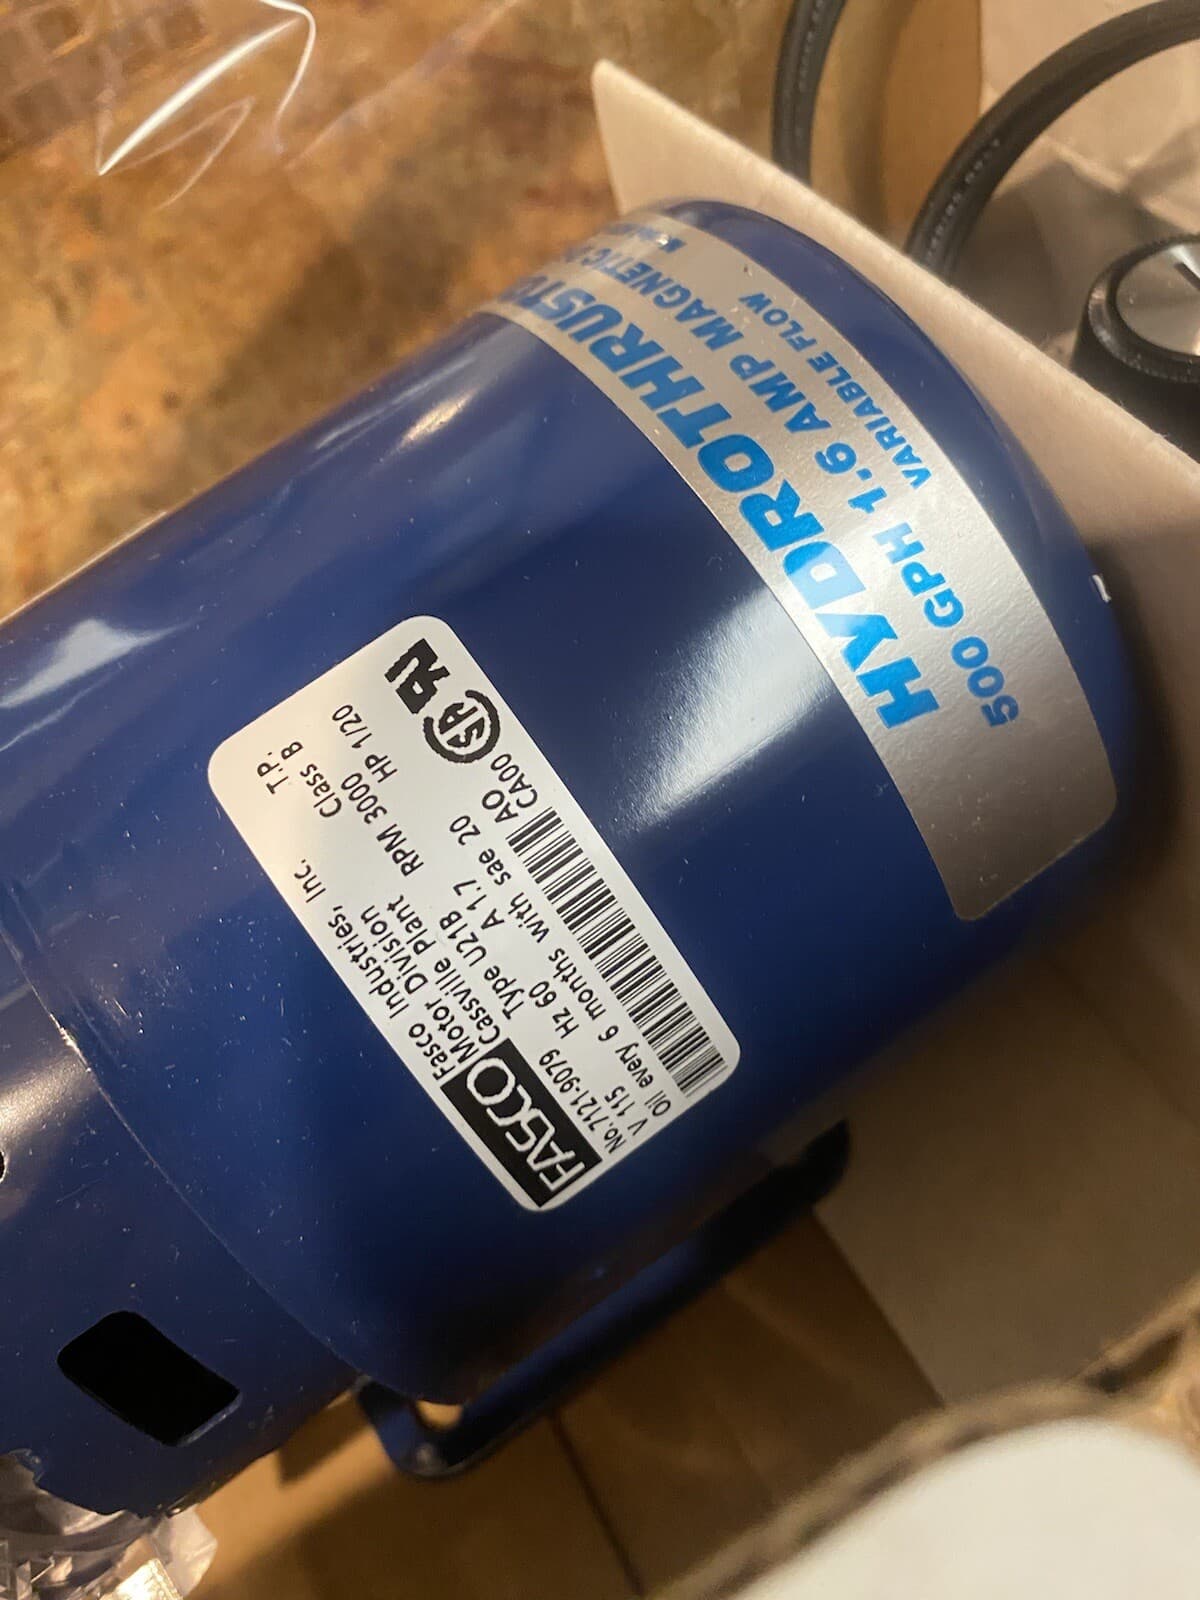 HYDROTHRUST
500 GPH 1.6 AMP MAGNETIC
VARIABLE FLOW
FASCO
Fasco Industries, Inc.
Motor Division
Cassville Plant
T.P.
Class B
No.7121-9079 Type U21B RPM 3000
V 115 Hz 60 A 1.7 HP 1/20
Oil every 6 months with sae 20
AO
CA00
SA